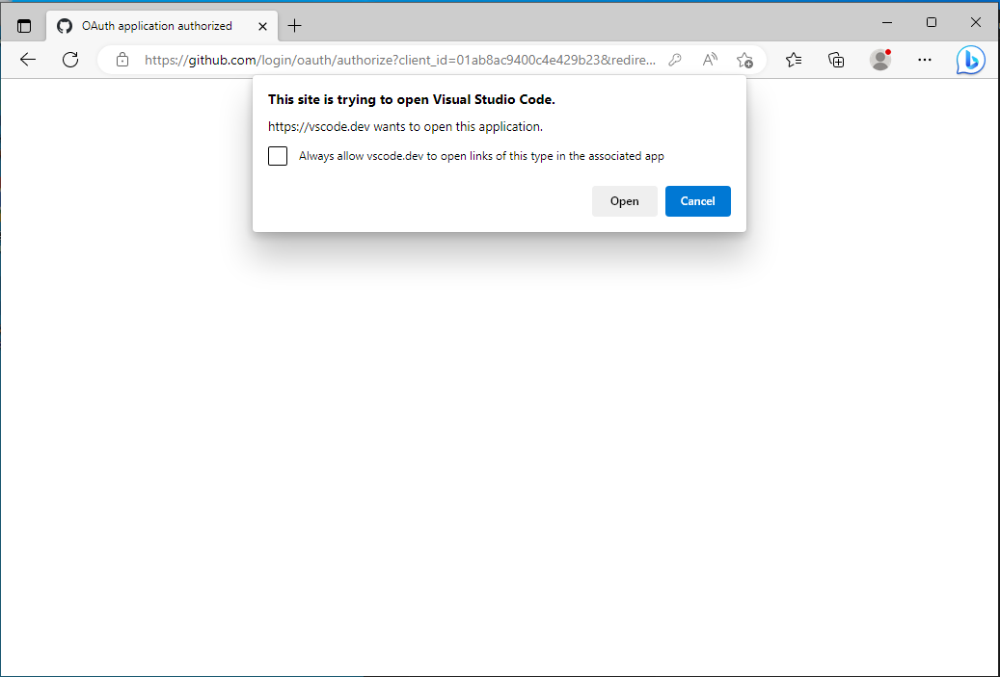 OAuth application authorized
https://github.com/login/oauth/authorize?client_id=01ab8ac9400c4e429b23&redire...
This site is trying to open Visual Studio Code.
https://vscode.dev wants to open this application.
Always allow vscode.dev to open links of this type in the associated app
Open Cancel